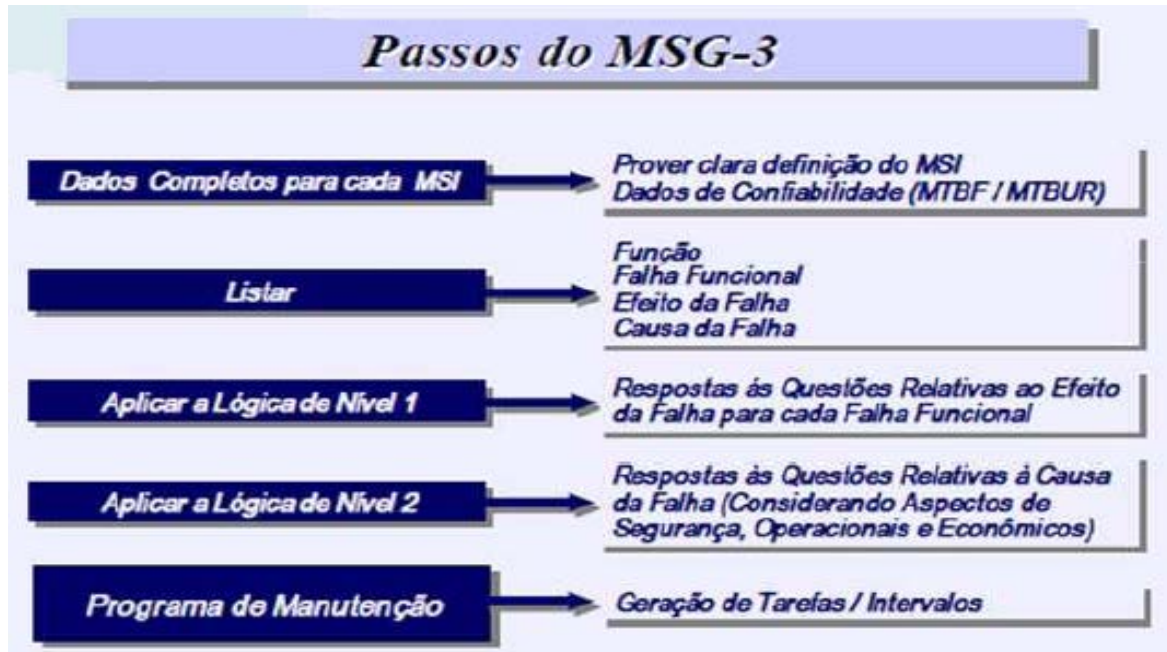 Passos do MSG-3
Dados Completos para cada MSI
Prover clara definição do MSI
Dados de Confiabilidade (MTBF / MTBUR)
Listar
Função
Falha Funcional
Efeito da Falha
Causa da Falha
Aplicar a Lógica de Nível 1
Respostas ás Questões Relativas ao Efeito
da Falha para cada Falha Funcional
Aplicar a Lógica de Nível 2
Respostas às Questões Relativas à Causa
da Falha (Considerando Aspectos de
Segurança, Operacionais e Econômicos)
Programa de Manutenção
Geração de Tarefas / Intervalos